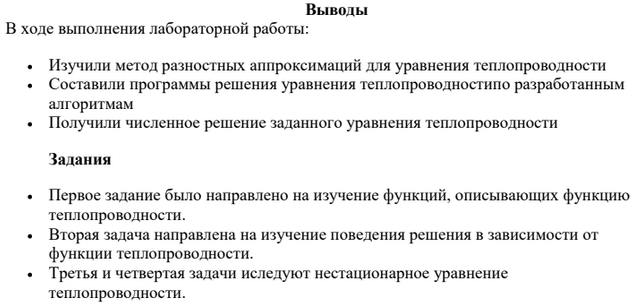 Выводы
В ходе выполнения лабораторной работы:
• Изучили метод разностных аппроксимаций для уравнения теплопроводности
• Составили программы решения уравнения теплопроводностипо разработанным
алгоритмам
• Получили численное решение заданного уравнения теплопроводности
Задания
• Первое задание было направлено на изучение функций, описывающих функцию
теплопроводности.
• Вторая задача направлена на изучение поведения решения в зависимости от
функции теплопроводности.
• Третья и четвертая задачи иследуют нестационарное уравнение
теплопроводности.